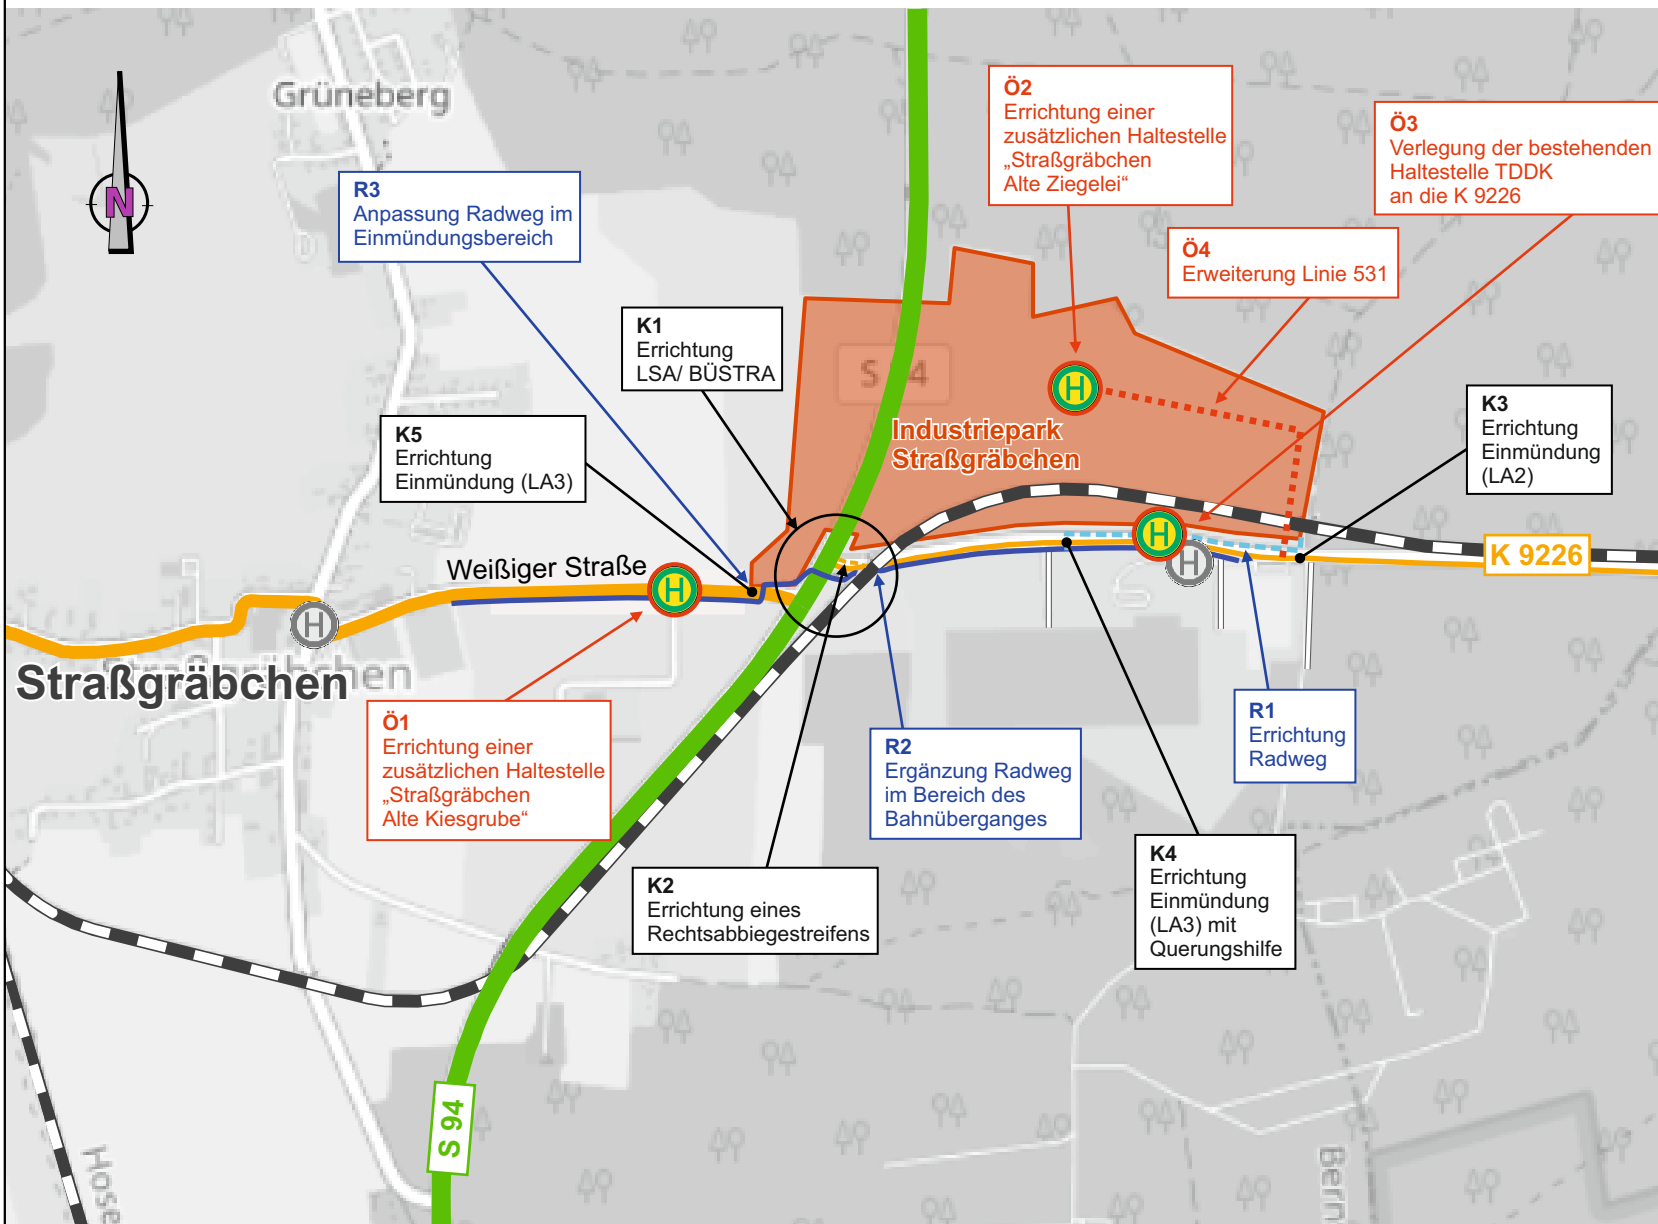 Grüneberg
N
R3
Anpassung Radweg im
Einmündungsbereich
Ö2
Errichtung einer
zusätzlichen Haltestelle
„Straßgräbchen
Alte Ziegelei“
Ö3
Verlegung der bestehenden
Haltestelle TDDK
an die K 9226
Ö4
Erweiterung Linie 531
K1
Errichtung
LSA/ BÜSTRA
K5
Errichtung
Einmündung (LA3)
K3
Errichtung
Einmündung
(LA2)
H
Industriepark
Straßgräbchen
H
H
K 9226
Weißiger Straße
H
H
Straßgräbchen
Ö1
Errichtung einer
zusätzlichen Haltestelle
„Straßgräbchen
Alte Kiesgrube“
R2
Ergänzung Radweg
im Bereich des
Bahnüberganges
R1
Errichtung
Radweg
K2
Errichtung eines
Rechtsabbiegestreifens
K4
Errichtung
Einmündung
(LA3) mit
Querungshilfe
S 94
Hose
Bern